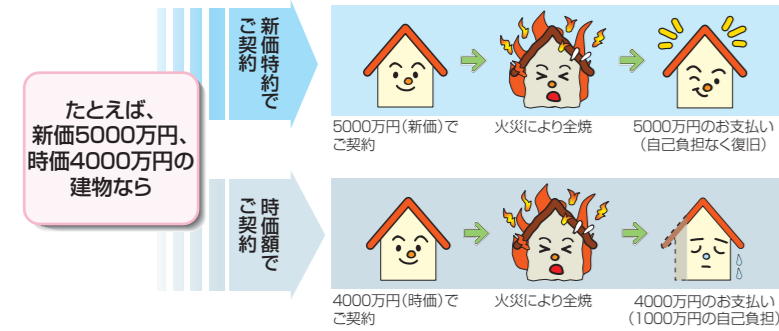 たとえば、
新価5000万円、
時価4000万円の
建物なら
新価特約で
ご契約
5000万円(新価)で
ご契約
火災により全焼
5000万円のお支払い
(自己負担なく復旧)
時価額で
ご契約
4000万円(時価)で
ご契約
火災により全焼
4000万円のお支払い
(1000万円の自己負担)